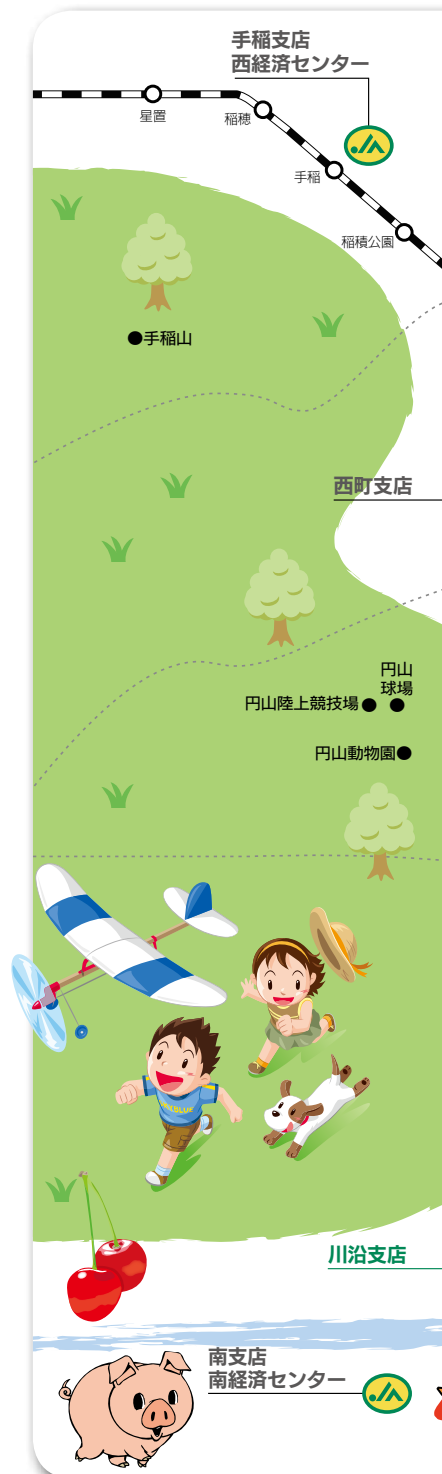 手稲支店
西経済センター
星置
稲穂
JA
手稲
稲積公園
●手稲山
西町支店
円山
球場
円山陸上競技場●
円山動物園●
川沿支店
南支店
南経済センター
JA